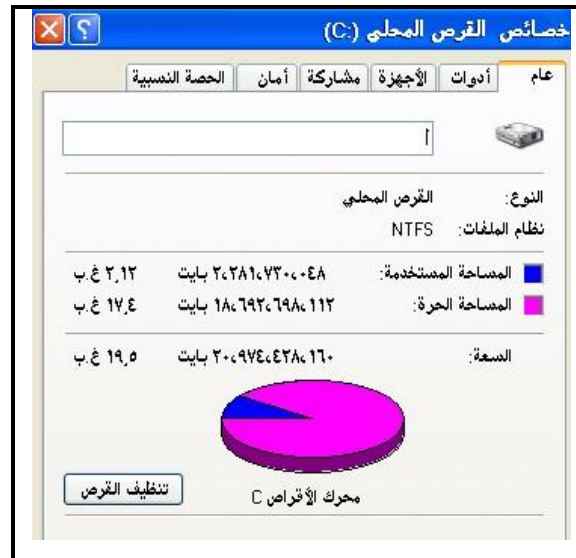 خصائص القرص المحلي (C:)
عام أدوات الأجهزة مشاركة أمان الحصة النسبية
أ
النوع: القرص المحلي
نظام الملفات: NTFS
المساحة المستخدمة: ٢،٢٨١،٧٣٠،٠٤٨ بايت ٢,١٢ غ.ب
المساحة الحرة: ١٨،٦٩٢،٦٩٨،١١٢ بايت ١٧,٤ غ.ب
السعة: ٢٠،٩٧٤،٤٢٨،١٦٠ بايت ١٩,٥ غ.ب
محرك الأقراص C
تنظيف القرص